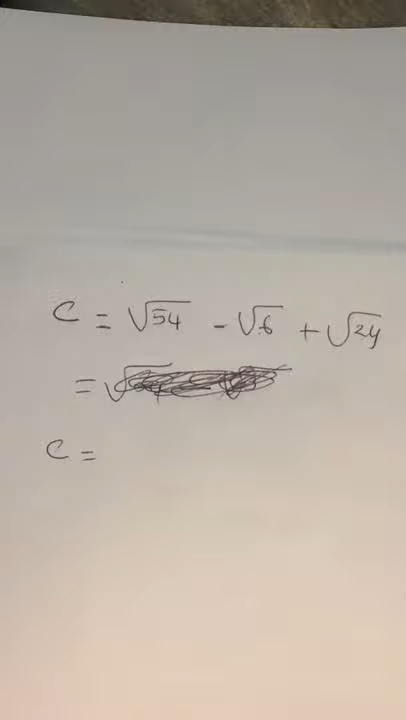 C = √54 - √6 + √24
= √
C =